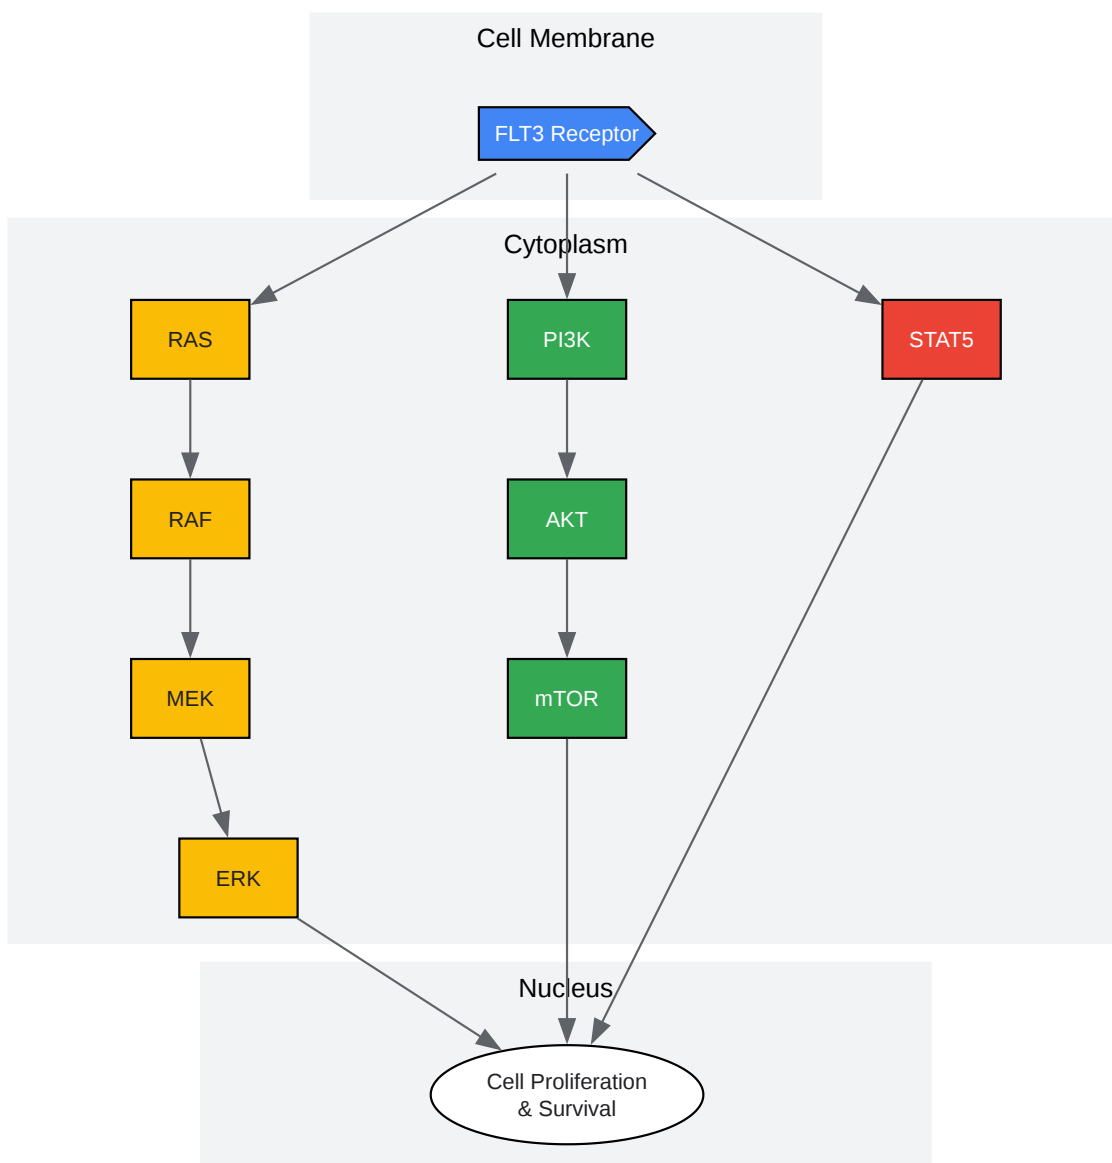 Cell Membrane
FLT3 Receptor
Cytoplasm
RAS
PI3K
STAT5
RAF
AKT
MEK
mTOR
ERK
Nucleus
Cell Proliferation
& Survival